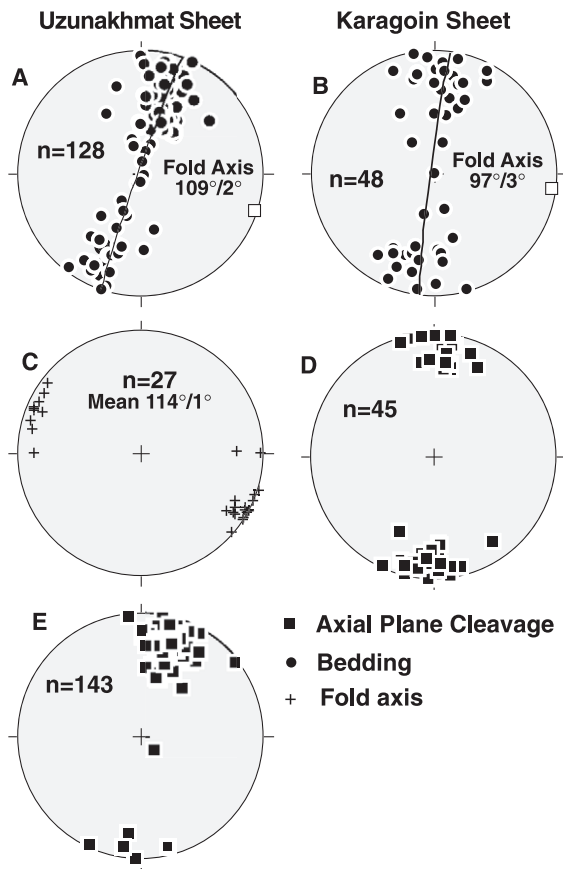 Uzunakhmat Sheet
Karagoin Sheet
A
n=128
Fold Axis
109°/2°
B
n=48
Fold Axis
97°/3°
C
n=27
Mean 114°/1°
D
n=45
E
n=143
Axial Plane Cleavage
Bedding
Fold axis